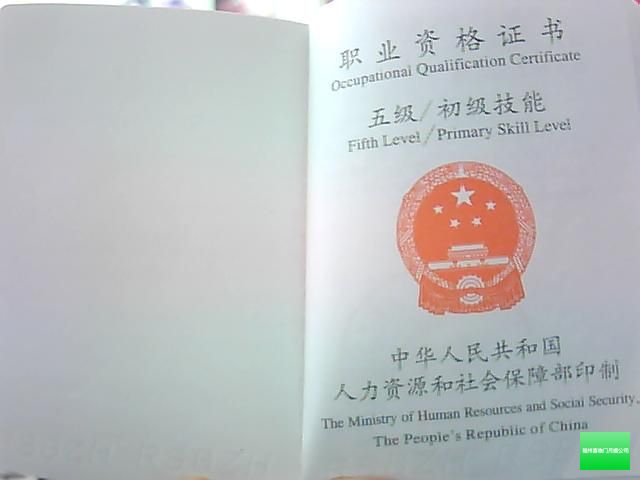 职业资格证书
Occupational Qualification Certificate
五级/初级技能
Fifth Level/Primary Skill Level
中华人民共和国
人力资源和社会保障部印制
The Ministry of Human Resources and Social Security,
The People's Republic of China